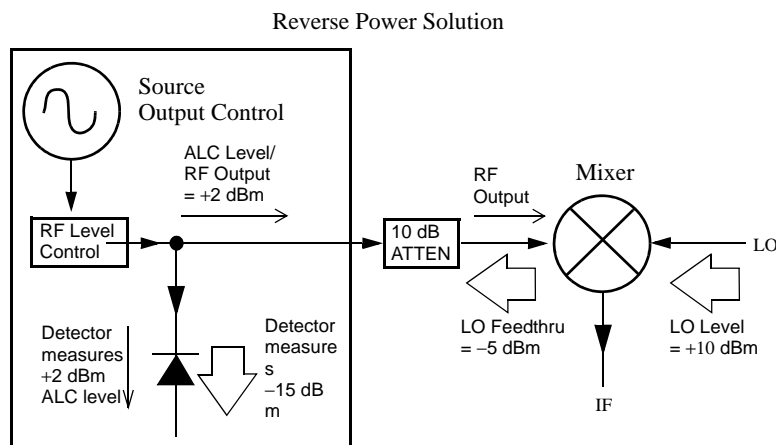 Reverse Power Solution
Source
Output Control
ALC Level/
RF Output
= +2 dBm
RF Level
Control
10 dB
ATTEN
RF
Output
Mixer
LO
LO Feedthru
= −5 dBm
LO Level
= +10 dBm
Detector
measures
+2 dBm
ALC level
Detector
measure
s
−15 dB
m
IF